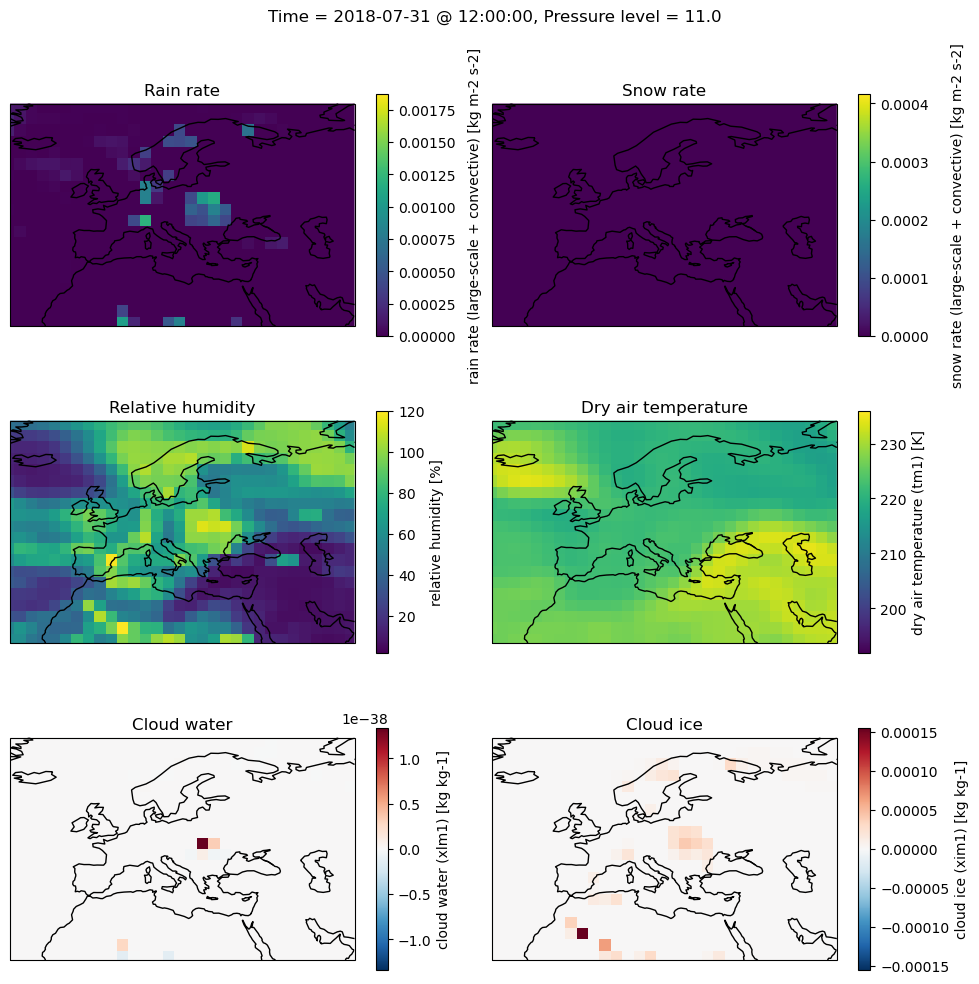 Time = 2018-07-31 @ 12:00:00, Pressure level = 11.0
Rain rate
0.00175
0.00150
0.00125
0.00100
0.00075
0.00050
0.00025
0.00000
rain rate (large-scale + convective) [kg m-2 s-2]
Snow rate
0.0004
0.0003
0.0002
0.0001
0.0000
snow rate (large-scale + convective) [kg m-2 s-2]
Relative humidity
120
100
80
60
40
20
relative humidity [%]
Dry air temperature
230
220
210
200
dry air temperature (tm1) [K]
Cloud water
1e−38
1.0
0.5
0.0
−0.5
−1.0
cloud water (xlm1) [kg kg-1]
Cloud ice
0.00015
0.00010
0.00005
0.00000
−0.00005
−0.00010
−0.00015
cloud ice (xim1) [kg kg-1]